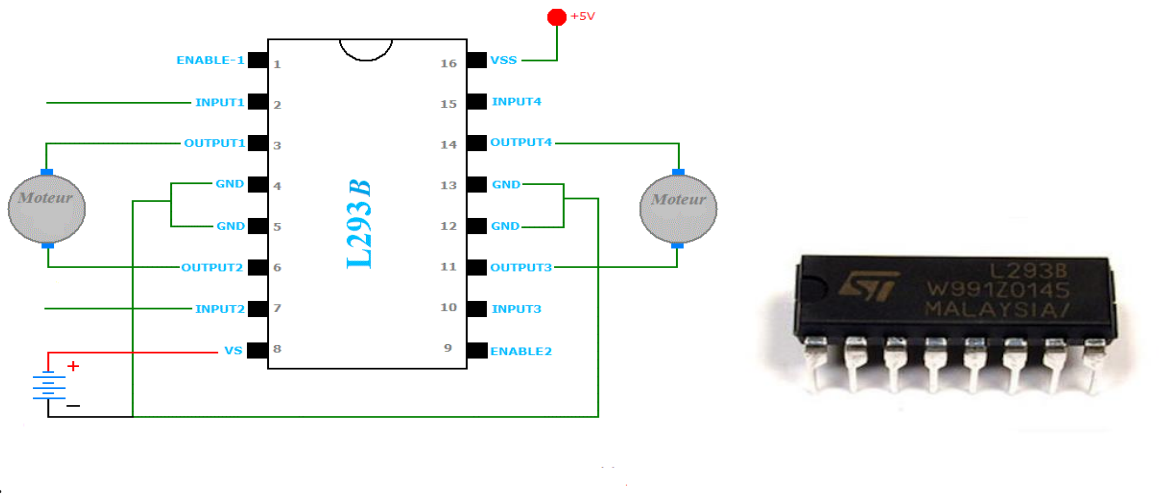 +5V
ENABLE-1 1 16 VSS
INPUT1 2 15 INPUT4
OUTPUT1 3 14 OUTPUT4
Moteur
GND 4 13 GND
Moteur
L293B
GND 5 12 GND
OUTPUT2 6 11 OUTPUT3
INPUT2 7 10 INPUT3
VS 8 9 ENABLE2
+
−
ST
L293B
W991Z0145
MALAYSIA/